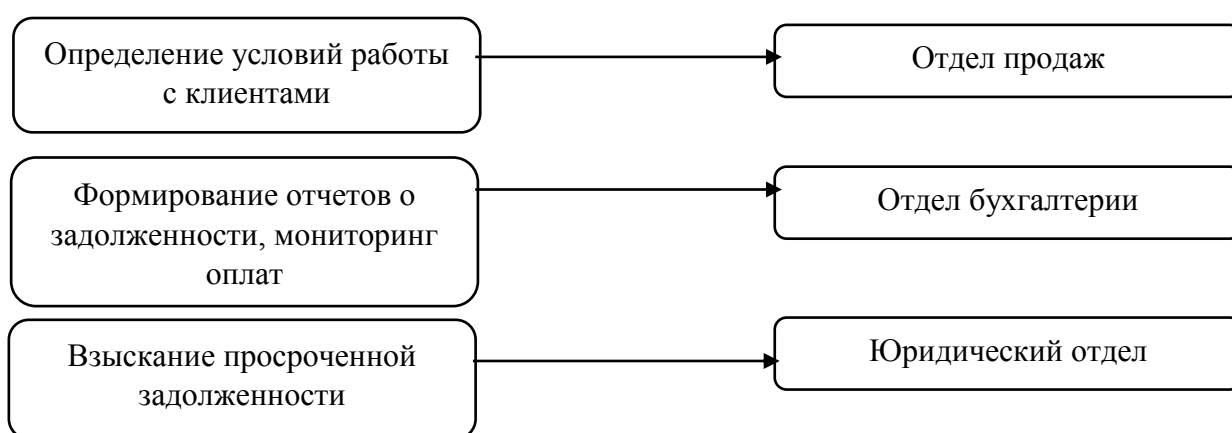 Определение условий работы
с клиентами
Отдел продаж
Формирование отчетов о
задолженности, мониторинг
оплат
Отдел бухгалтерии
Взыскание просроченной
задолженности
Юридический отдел